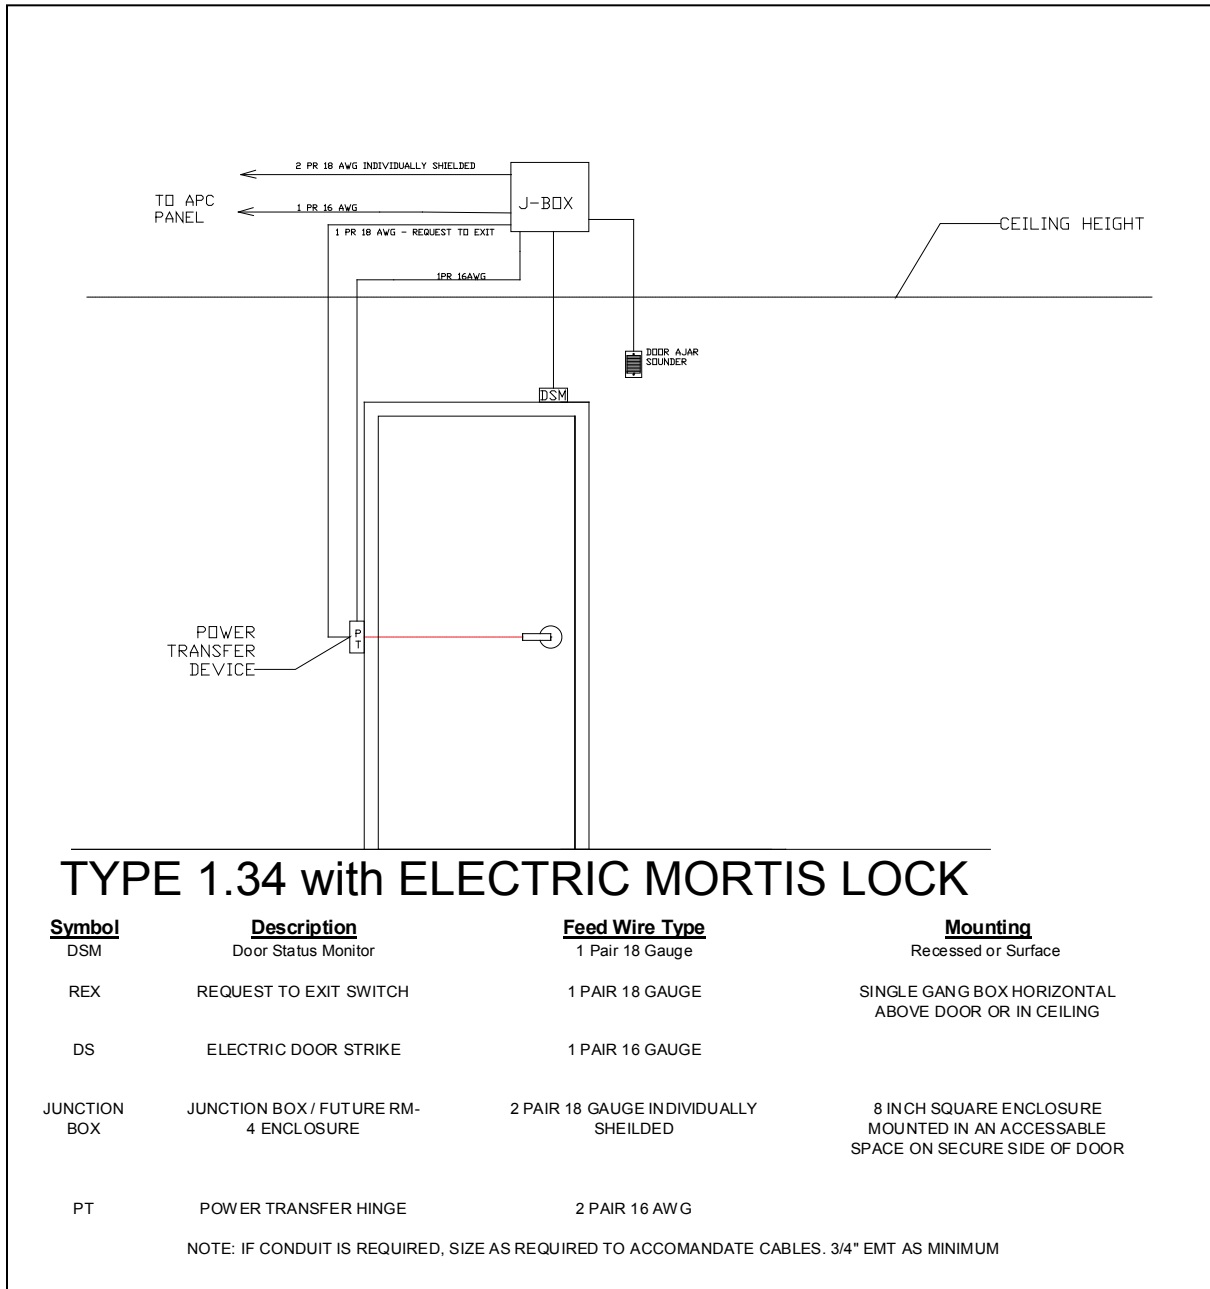 2 PR 18 AWG INDIVIDUALLY SHIELDED
TO APC
PANEL
1 PR 16 AWG
J-BOX
1 PR 18 AWG - REQUEST TO EXIT
CEILING HEIGHT
1PR 16AWG
DOOR AJAR
SOUNDER
DSM
POWER
TRANSFER
DEVICE
P
T
TYPE 1.34 with ELECTRIC MORTIS LOCK
Symbol Description Feed Wire Type Mounting
DSM Door Status Monitor 1 Pair 18 Gauge Recessed or Surface
REX REQUEST TO EXIT SWITCH 1 PAIR 18 GAUGE SINGLE GANG BOX HORIZONTAL
ABOVE DOOR OR IN CEILING
DS ELECTRIC DOOR STRIKE 1 PAIR 16 GAUGE
JUNCTION JUNCTION BOX / FUTURE RM- 2 PAIR 18 GAUGE INDIVIDUALLY 8 INCH SQUARE ENCLOSURE
BOX 4 ENCLOSURE SHEILDED MOUNTED IN AN ACCESSABLE
SPACE ON SECURE SIDE OF DOOR
PT POWER TRANSFER HINGE 2 PAIR 16 AWG
NOTE: IF CONDUIT IS REQUIRED, SIZE AS REQUIRED TO ACCOMANDATE CABLES. 3/4" EMT AS MINIMUM